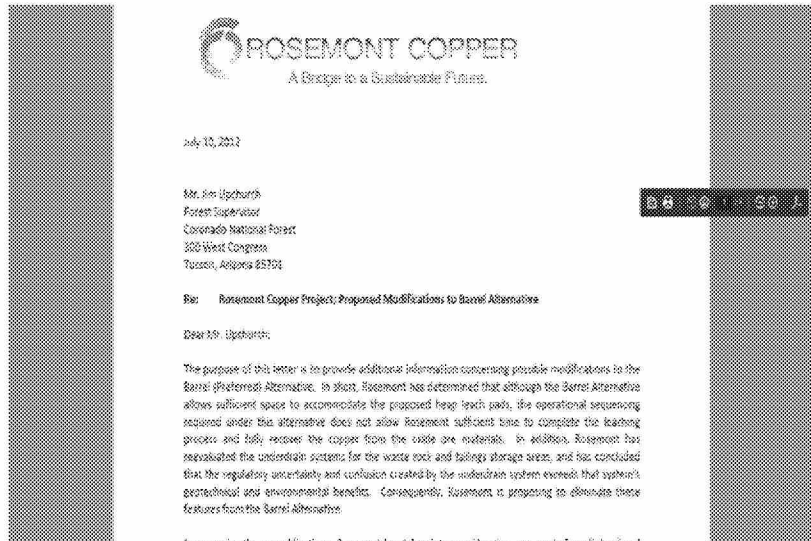 ROSEMONT COPPER
A Bridge to a Sustainable Future.
July 10, 2012
Mr. Jim Upchurch
Forest Supervisor
Coronado National Forest
300 West Congress
Tucson, Arizona 85701
Re: Rosemont Copper Project; Proposed Modifications to Barrel Alternative
Dear Mr. Upchurch:
The purpose of this letter is to provide additional information concerning possible modifications to the
Barrel (Preferred) Alternative. In short, Rosemont has determined that although the Barrel Alternative
allows sufficient space to accommodate the proposed heap leach pads, the operational sequencing
required under this alternative does not allow Rosemont sufficient time to complete the leaching
process and fully recover the copper from the oxide ore materials. In addition, Rosemont has
reevaluated the underdrain systems for the waste rock and tailings storage areas, and has concluded
that the regulatory uncertainty and confusion created by the underdrain system exceeds that system's
geotechnical and environmental benefits. Consequently, Rosemont is proposing to eliminate these
features from the Barrel Alternative.